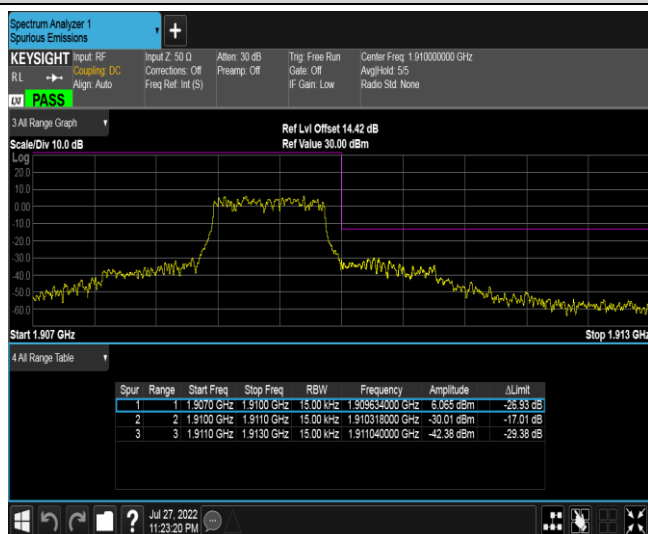 Spectrum Analyzer 1
Spurious Emissions
+
KEYSIGHT
RL
LXI PASS
Input: RF
Coupling: DC
Align: Auto
Input Z: 50 Ω
Corrections: Off
Freq Ref: Int (S)
Atten: 30 dB
Preamp: Off
Trig: Free Run
Gate: Off
IF Gain: Low
Center Freq: 1.910000000 GHz
Avg|Hold: 5/5
Radio Std: None
3 All Range Graph
Ref Lvl Offset 14.42 dB
Scale/Div 10.0 dB Ref Value 30.00 dBm
Log
20.0
10.0
0.00
-10.0
-20.0
-30.0
-40.0
-50.0
-60.0
Start 1.907 GHz Stop 1.913 GHz
4 All Range Table
Spur Range Start Freq Stop Freq RBW Frequency Amplitude ΔLimit
1 1 1.9070 GHz 1.9100 GHz 15.00 kHz 1.909634000 GHz 6.065 dBm -26.93 dB
2 2 1.9100 GHz 1.9110 GHz 15.00 kHz 1.910318000 GHz -30.01 dBm -17.01 dB
3 3 1.9110 GHz 1.9130 GHz 15.00 kHz 1.911040000 GHz -42.38 dBm -29.38 dB
? Jul 27, 2022
11:23:20 PM